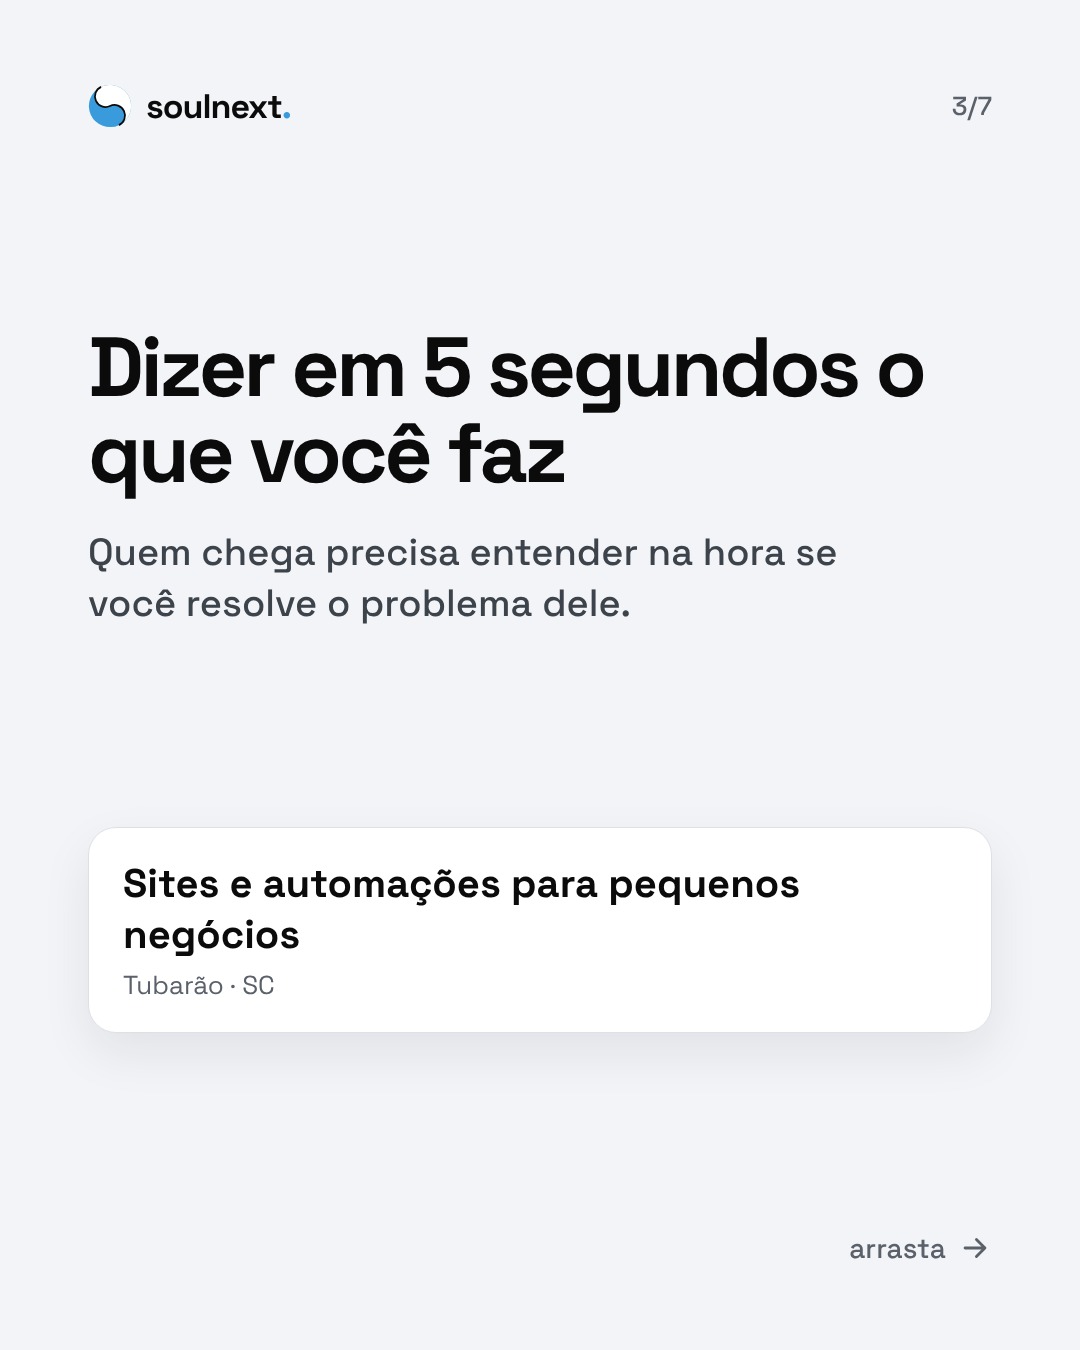 soulnext.
3/7
Dizer em 5 segundos o
que você faz
Quem chega precisa entender na hora se
você resolve o problema dele.
Sites e automações para pequenos
negócios
Tubarão · SC
arrasta →